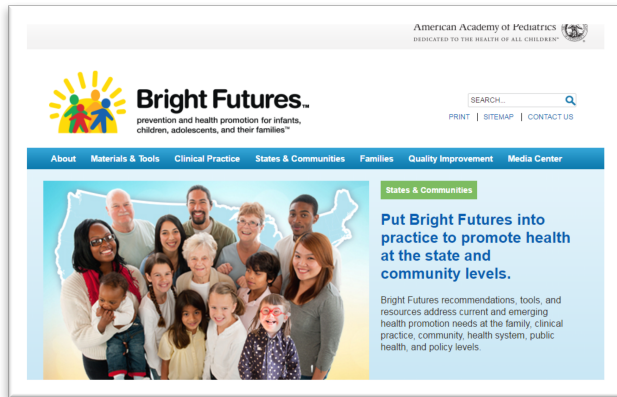 American Academy of Pediatrics
DEDICATED TO THE HEALTH OF ALL CHILDREN®
Bright Futures™
prevention and health promotion for infants,
children, adolescents, and their families™
SEARCH...
PRINT | SITEMAP | CONTACT US
About Materials & Tools Clinical Practice States & Communities Families Quality Improvement Media Center
States & Communities
Put Bright Futures into
practice to promote health
at the state and
community levels.
Bright Futures recommendations, tools, and
resources address current and emerging
health promotion needs at the family, clinical
practice, community, health system, public
health, and policy levels.